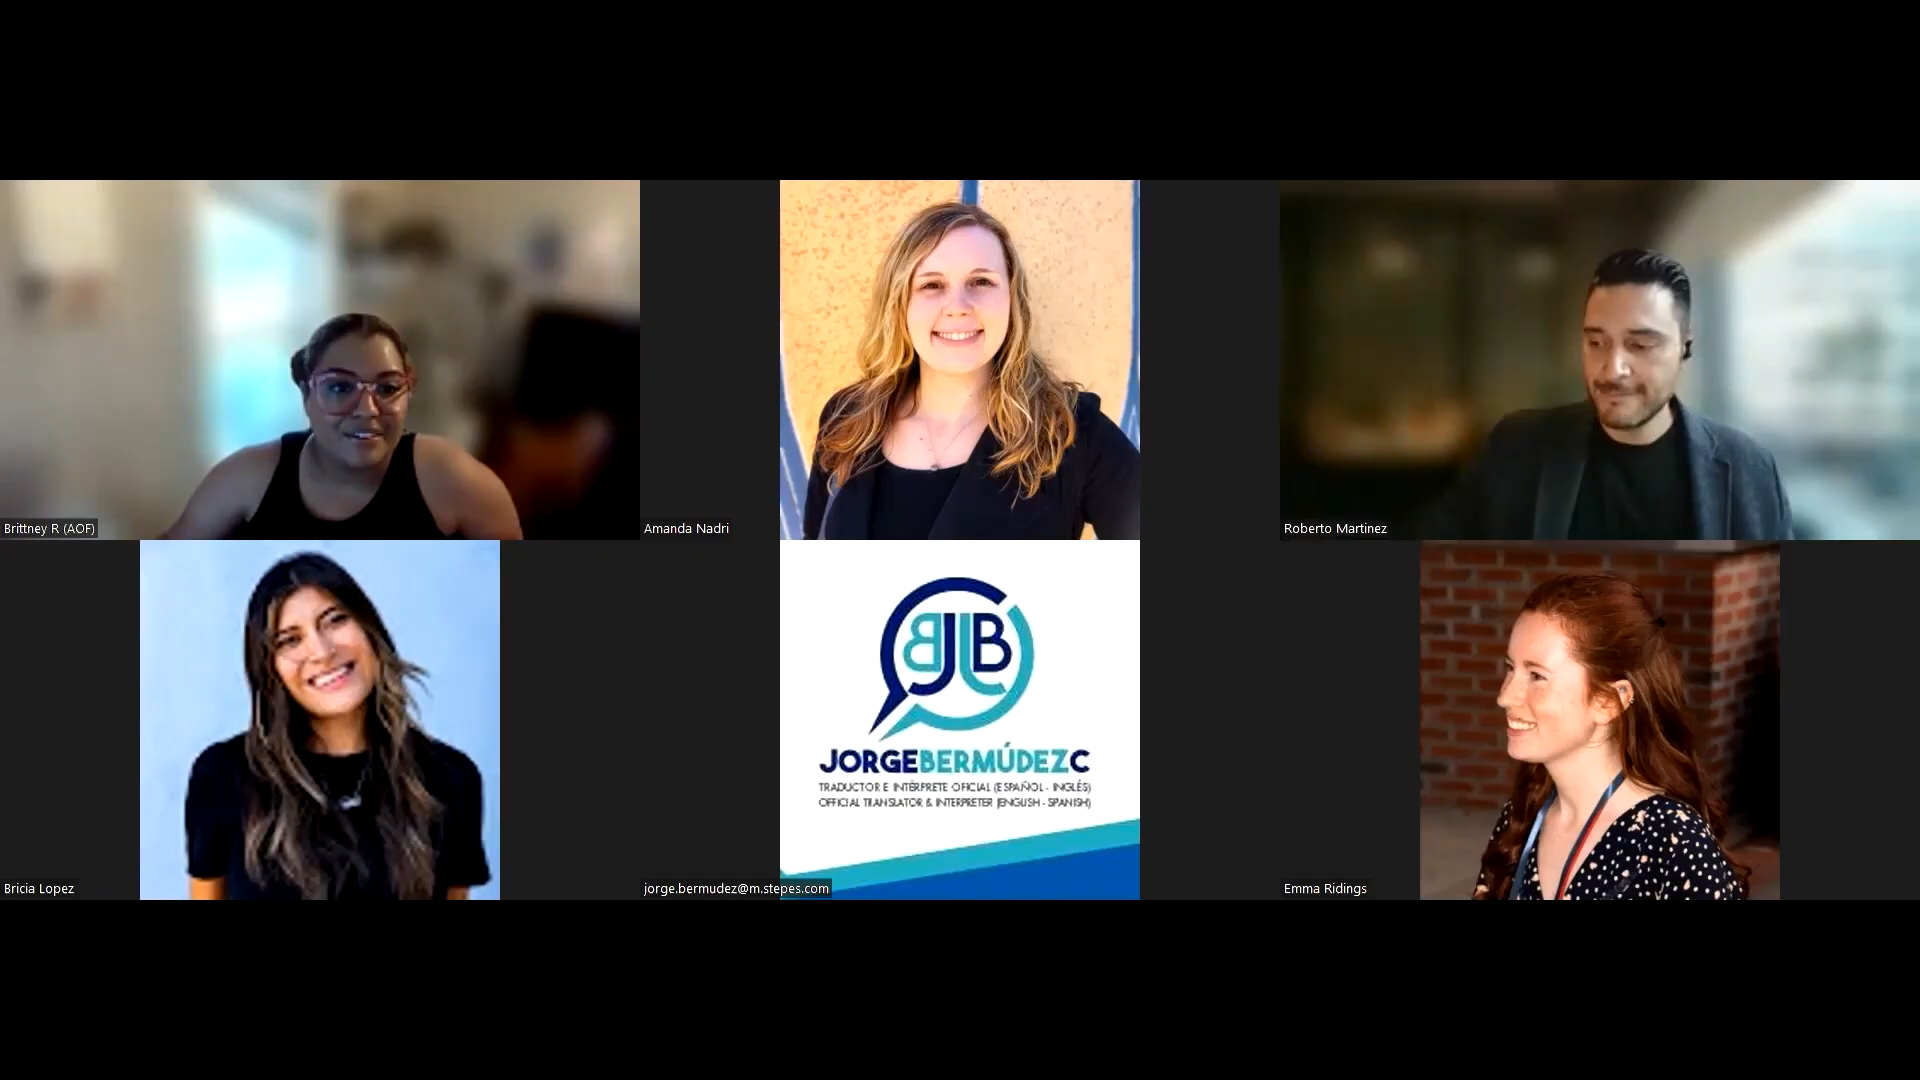 Brittney R (AOF)
Amanda Nadri
Roberto Martinez
BJLB
JORGEBERMÚDEZC
TRADUCTOR E INTÉRPRETE OFICIAL (ESPAÑOL - INGLÉS)
OFFICIAL TRANSLATOR & INTERPRETER (ENGLISH - SPANISH)
Bricia Lopez
jorge.bermudez@m.stepes.com
Emma Ridings